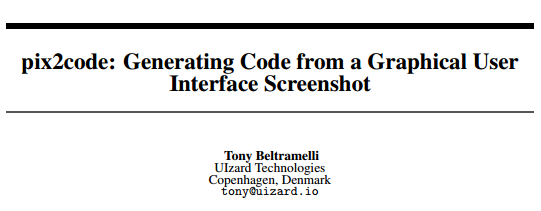 pix2code: Generating Code from a Graphical User
Interface Screenshot
Tony Beltramelli
UIzard Technologies
Copenhagen, Denmark
tony@uizard.io